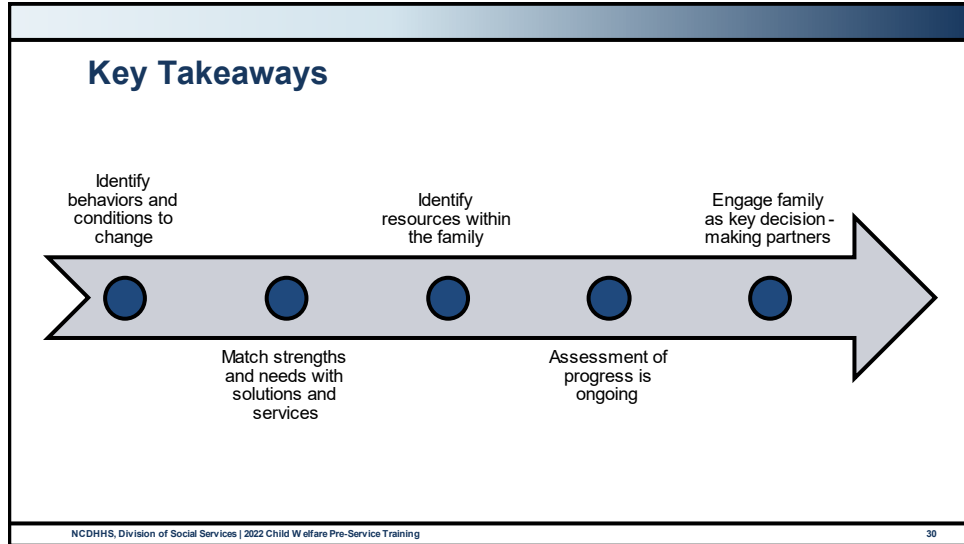 Key Takeaways
Identify
behaviors and
conditions to
change
Match strengths
and needs with
solutions and
services
Identify
resources within
the family
Assessment of
progress is
ongoing
Engage family
as key decision-
making partners
NCDHHS, Division of Social Services | 2022 Child Welfare Pre-Service Training
30